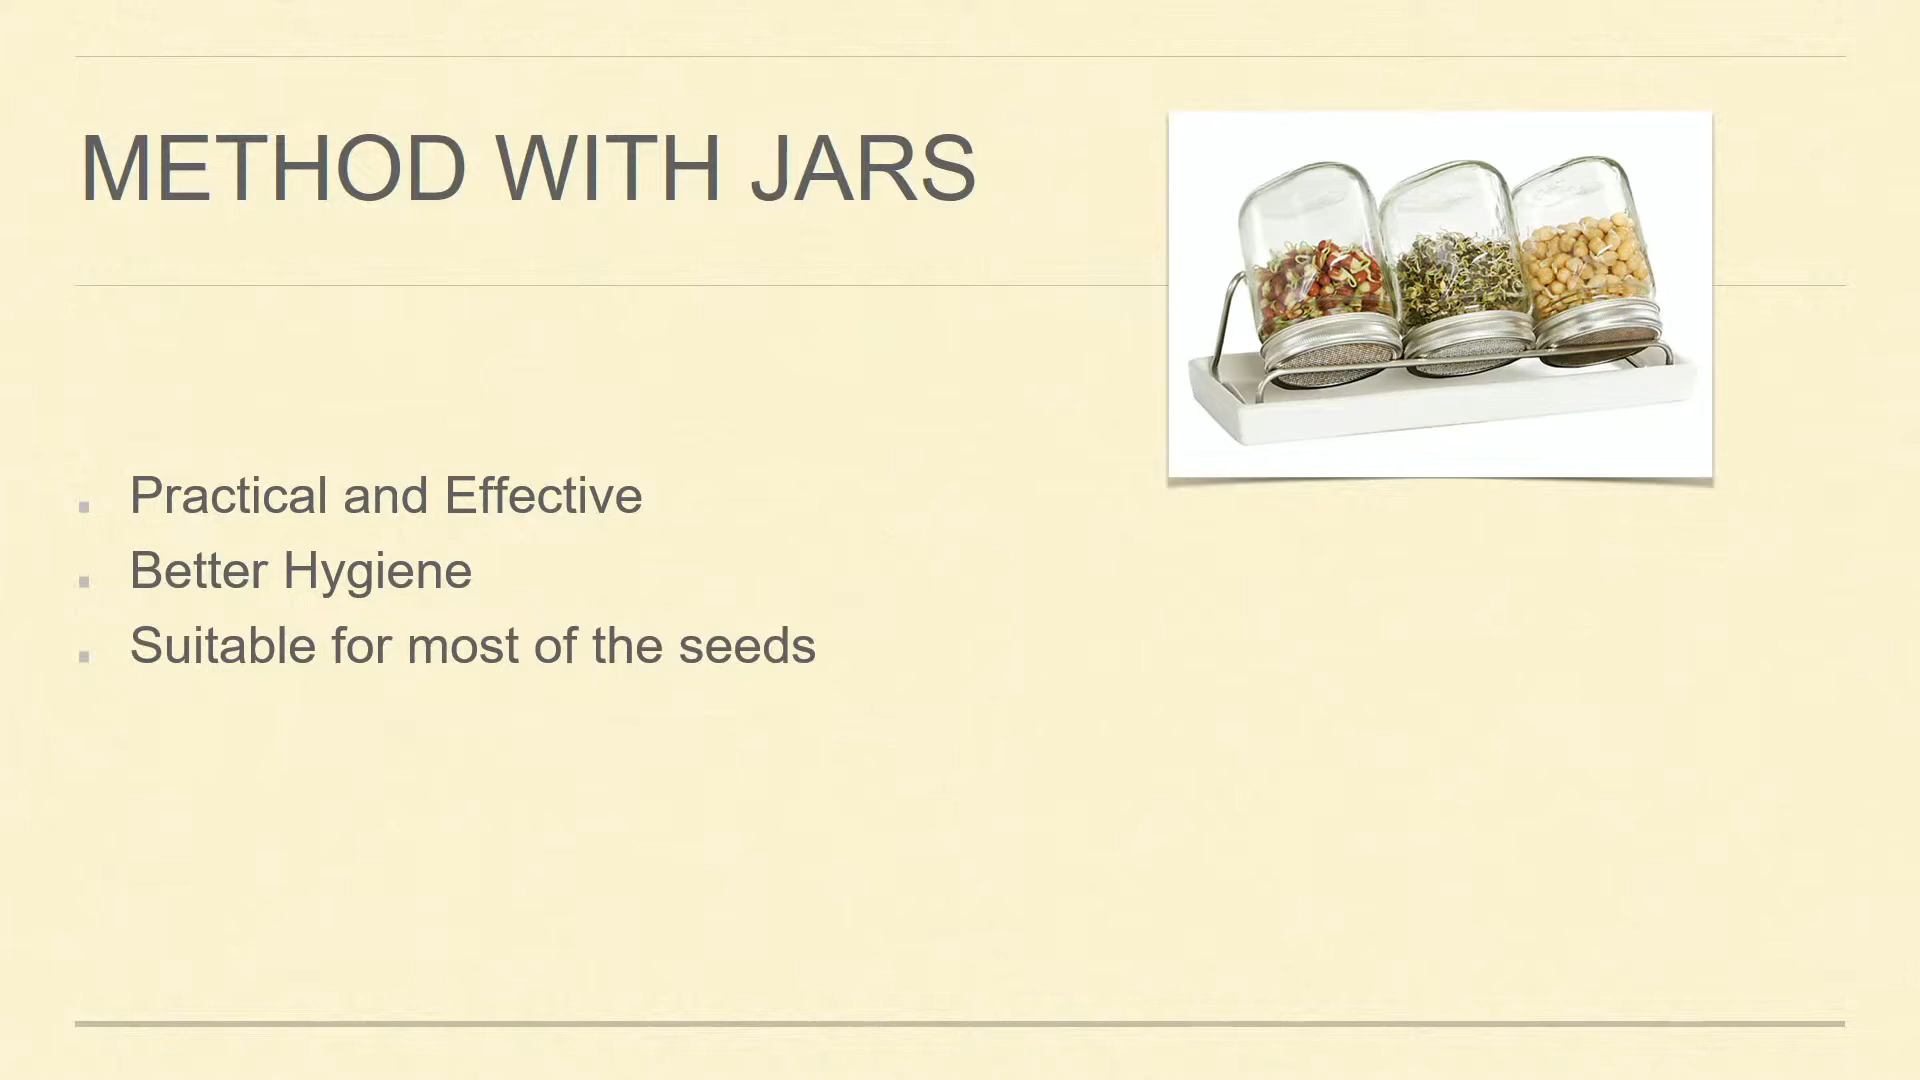 METHOD WITH JARS
Practical and Effective
Better Hygiene
Suitable for most of the seeds